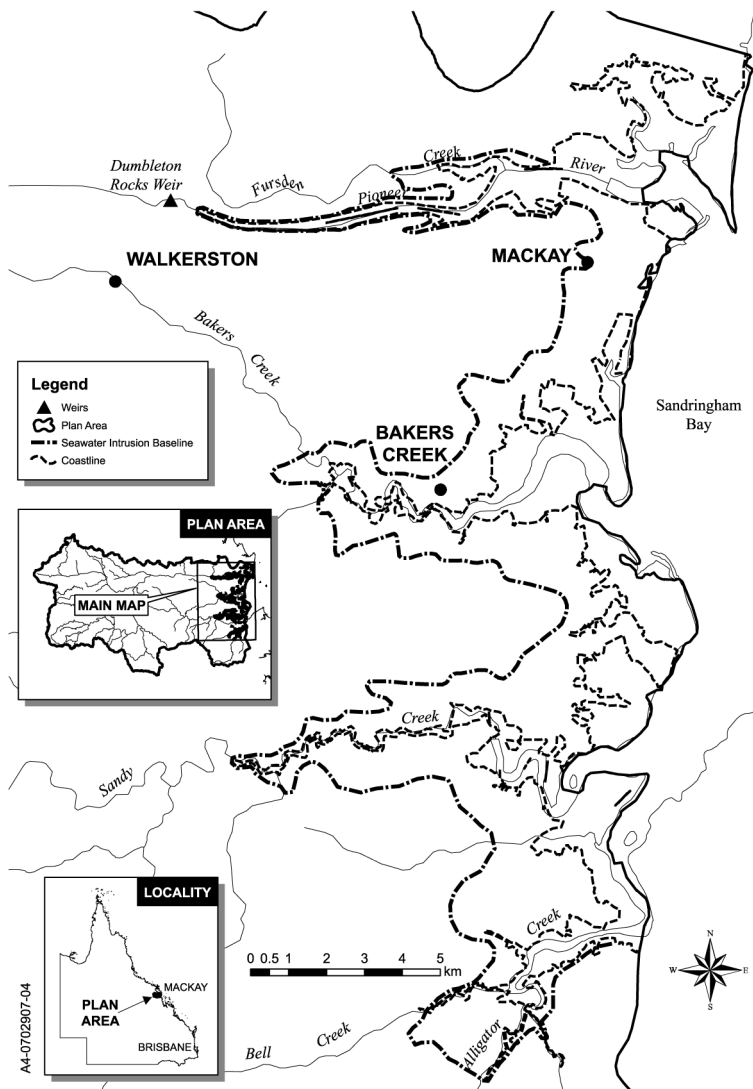 Creek
River
Dumbleton
Rocks Weir
Fursden
Pionee
WALKERSTON
MACKAY
Bakers
Creek
Legend
Weirs
Plan Area
Seawater Intrusion Baseline
Coastline
Sandringham
Bay
BAKERS
CREEK
PLAN AREA
MAIN MAP
Creek
Sandy
LOCALITY
MACKAY
PLAN
AREA
BRISBANE
A4-0702907-04
0 0.5 1 2 3 4 5
km
Creek
N
W E
S
Bell Creek
Alligator